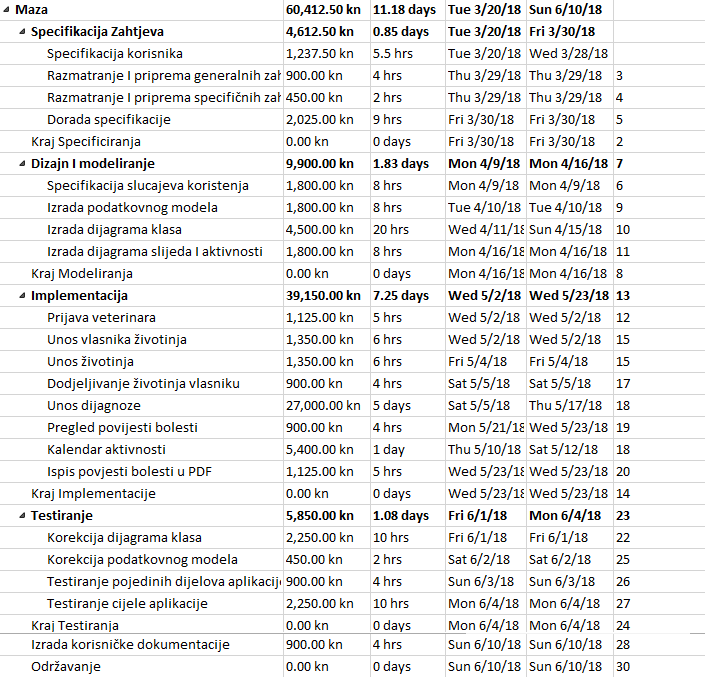 Maza 60,412.50 kn 11.18 days Tue 3/20/18 Sun 6/10/18
Specifikacija Zahtjeva 4,612.50 kn 0.85 days Tue 3/20/18 Fri 3/30/18
Specifikacija korisnika 1,237.50 kn 5.5 hrs Tue 3/20/18 Wed 3/28/18
Razmatranje I priprema generalnih zah 900.00 kn 4 hrs Thu 3/29/18 Thu 3/29/18 3
Razmatranje I priprema specifičnih zah 450.00 kn 2 hrs Thu 3/29/18 Thu 3/29/18 4
Dorada specifikacije 2,025.00 kn 9 hrs Fri 3/30/18 Fri 3/30/18 5
Kraj Specificiranja 0.00 kn 0 days Fri 3/30/18 Fri 3/30/18 2
Dizajn I modeliranje 9,900.00 kn 1.83 days Mon 4/9/18 Mon 4/16/18 7
Specifikacija slucajeva koristenja 1,800.00 kn 8 hrs Mon 4/9/18 Mon 4/9/18 6
Izrada podatkovnog modela 1,800.00 kn 8 hrs Tue 4/10/18 Tue 4/10/18 9
Izrada dijagrama klasa 4,500.00 kn 20 hrs Wed 4/11/18 Sun 4/15/18 10
Izrada dijagrama slijeda I aktivnosti 1,800.00 kn 8 hrs Mon 4/16/18 Mon 4/16/18 11
Kraj Modeliranja 0.00 kn 0 days Mon 4/16/18 Mon 4/16/18 8
Implementacija 39,150.00 kn 7.25 days Wed 5/2/18 Wed 5/23/18 13
Prijava veterinara 1,125.00 kn 5 hrs Wed 5/2/18 Wed 5/2/18 12
Unos vlasnika životinja 1,350.00 kn 6 hrs Wed 5/2/18 Wed 5/2/18 15
Unos životinja 1,350.00 kn 6 hrs Fri 5/4/18 Fri 5/4/18 15
Dodjeljivanje životinja vlasniku 900.00 kn 4 hrs Sat 5/5/18 Sat 5/5/18 17
Unos dijagnoze 27,000.00 kn 5 days Sat 5/5/18 Thu 5/17/18 18
Pregled povijesti bolesti 900.00 kn 4 hrs Mon 5/21/18 Wed 5/23/18 19
Kalendar aktivnosti 5,400.00 kn 1 day Thu 5/10/18 Sat 5/12/18 18
Ispis povjesti bolesti u PDF 1,125.00 kn 5 hrs Wed 5/23/18 Wed 5/23/18 20
Kraj Implementacije 0.00 kn 0 days Wed 5/23/18 Wed 5/23/18 14
Testiranje 5,850.00 kn 1.08 days Fri 6/1/18 Mon 6/4/18 23
Korekcija dijagrama klasa 2,250.00 kn 10 hrs Fri 6/1/18 Fri 6/1/18 22
Korekcija podatkovnog modela 450.00 kn 2 hrs Sat 6/2/18 Sat 6/2/18 25
Testiranje pojedinih dijelova aplikacije 900.00 kn 4 hrs Sun 6/3/18 Sun 6/3/18 26
Testiranje cijele aplikacije 2,250.00 kn 10 hrs Mon 6/4/18 Mon 6/4/18 27
Kraj Testiranja 0.00 kn 0 days Mon 6/4/18 Mon 6/4/18 24
Izrada korisničke dokumentacije 900.00 kn 4 hrs Sun 6/10/18 Sun 6/10/18 28
Održavanje 0.00 kn 0 days Sun 6/10/18 Sun 6/10/18 30